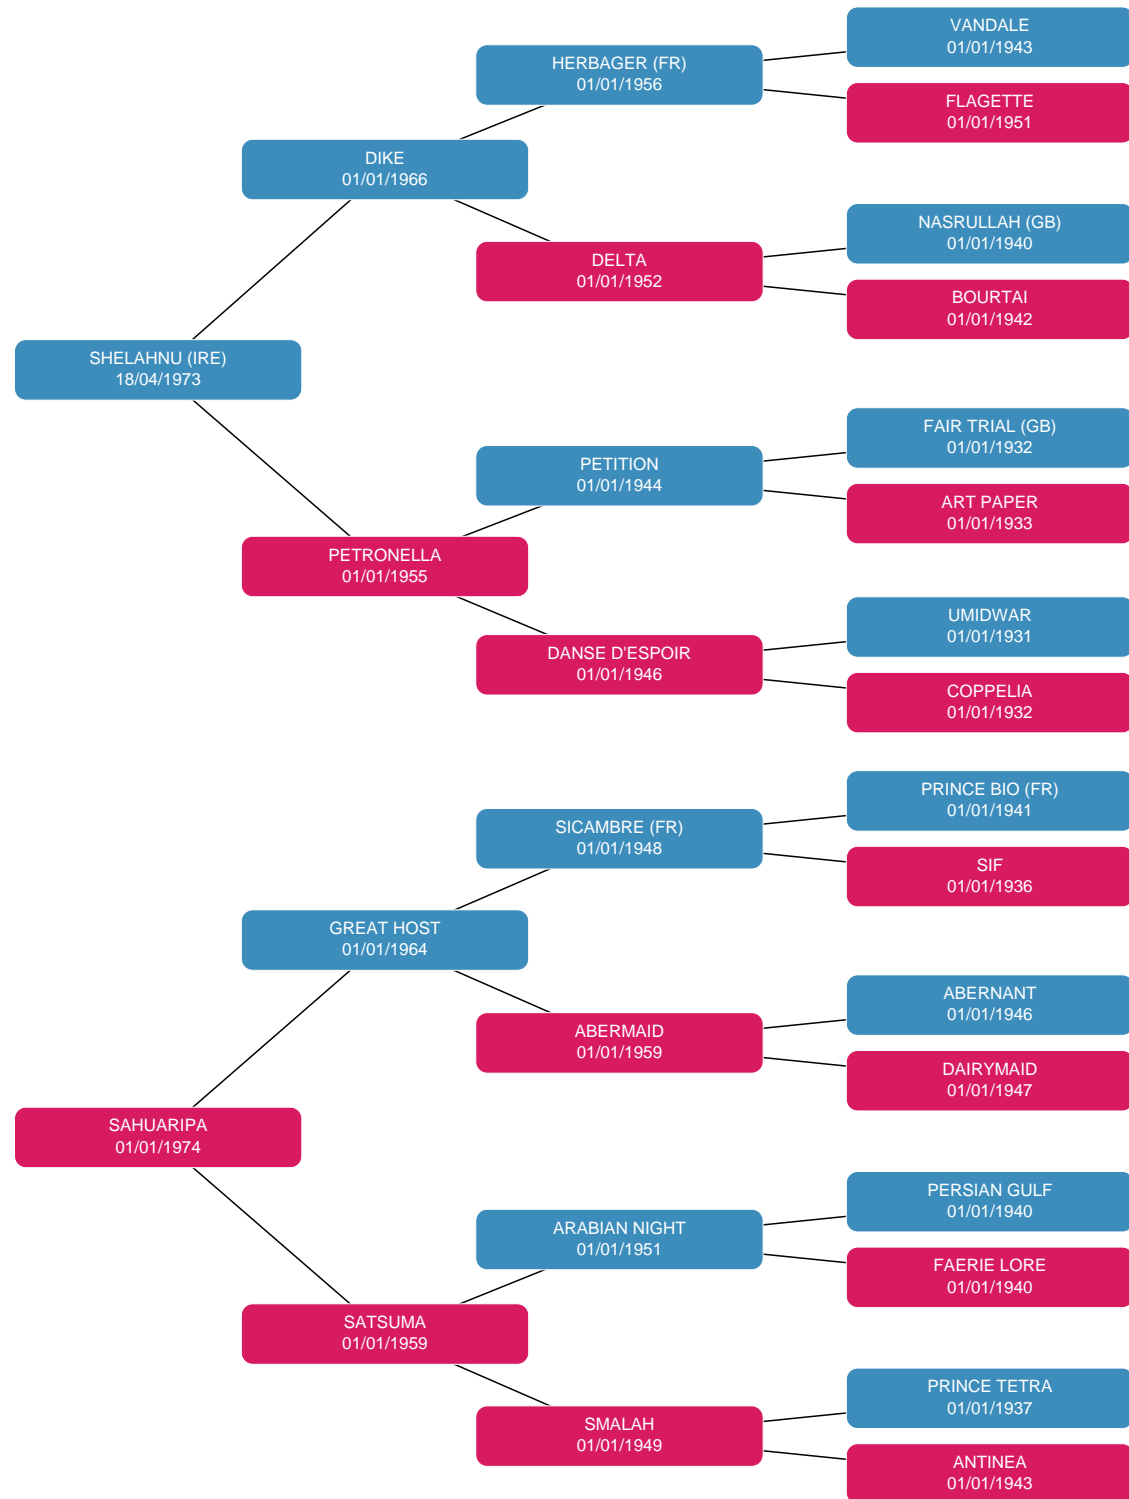 VANDALE
01/01/1943
HERBAGER (FR)
01/01/1956
FLAGETTE
01/01/1951
DIKE
01/01/1966
NASRULLAH (GB)
01/01/1940
DELTA
01/01/1952
BOURTAI
01/01/1942
SHELAHNU (IRE)
18/04/1973
FAIR TRIAL (GB)
01/01/1932
PETITION
01/01/1944
ART PAPER
01/01/1933
PETRONELLA
01/01/1955
UMIDWAR
01/01/1931
DANSE D'ESPOIR
01/01/1946
COPPELIA
01/01/1932
PRINCE BIO (FR)
01/01/1941
SICAMBRE (FR)
01/01/1948
SIF
01/01/1936
GREAT HOST
01/01/1964
ABERNANT
01/01/1946
ABERMAID
01/01/1959
DAIRYMAID
01/01/1947
SAHUARIPA
01/01/1974
PERSIAN GULF
01/01/1940
ARABIAN NIGHT
01/01/1951
FAERIE LORE
01/01/1940
SATSUMA
01/01/1959
PRINCE TETRA
01/01/1937
SMALAH
01/01/1949
ANTINEA
01/01/1943